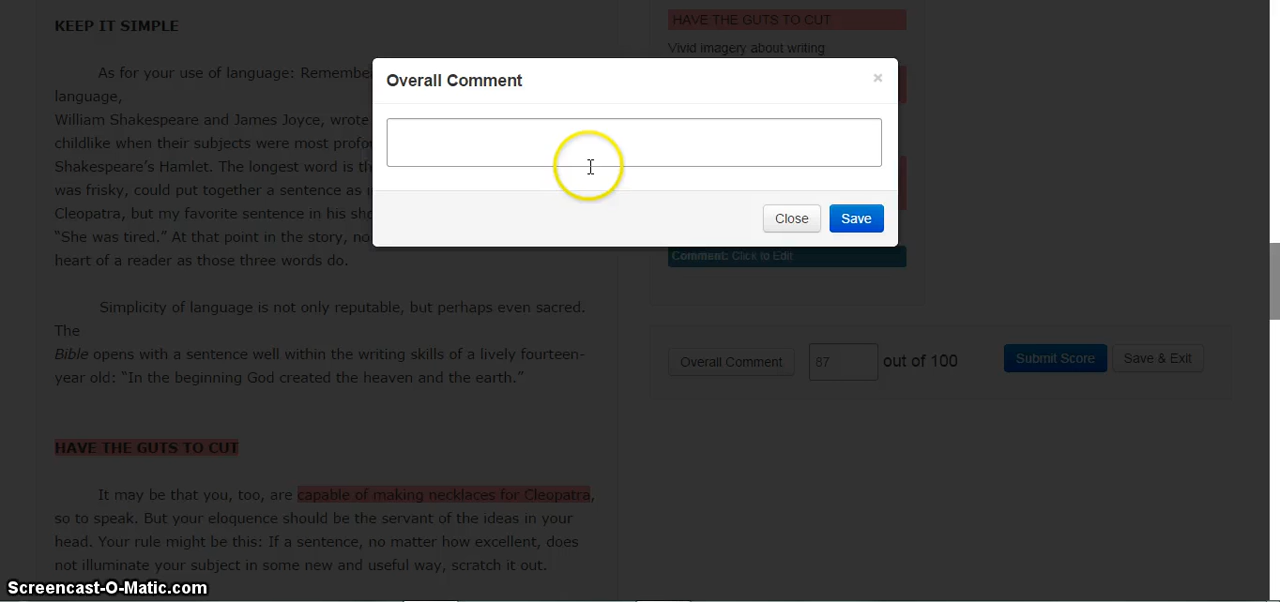 KEEP IT SIMPLE
As for your use of language: Remember
language,
William Shakespeare and James Joyce, wrote
childlike when their subjects were most profo
Shakespeare's Hamlet. The longest word is th
was frisky, could put together a sentence as i
Cleopatra, but my favorite sentence in his sho
"She was tired." At that point in the story, no
heart of a reader as those three words do.
Simplicity of language is not only reputable, but perhaps even sacred.
The
Bible opens with a sentence well within the writing skills of a lively fourteen-
year old: "In the beginning God created the heaven and the earth."
HAVE THE GUTS TO CUT
It may be that you, too, are capable of making necklaces for Cleopatra,
so to speak. But your eloquence should be the servant of the ideas in your
head. Your rule might be this: If a sentence, no matter how excellent, does
not illuminate your subject in some new and useful way, scratch it out.
Overall Comment
×
Close
Save
HAVE THE GUTS TO CUT
Vivid imagery about writing
Comment: Click to Edit
Overall Comment
87
out of 100
Submit Score
Save & Exit
Screencast-O-Matic.com